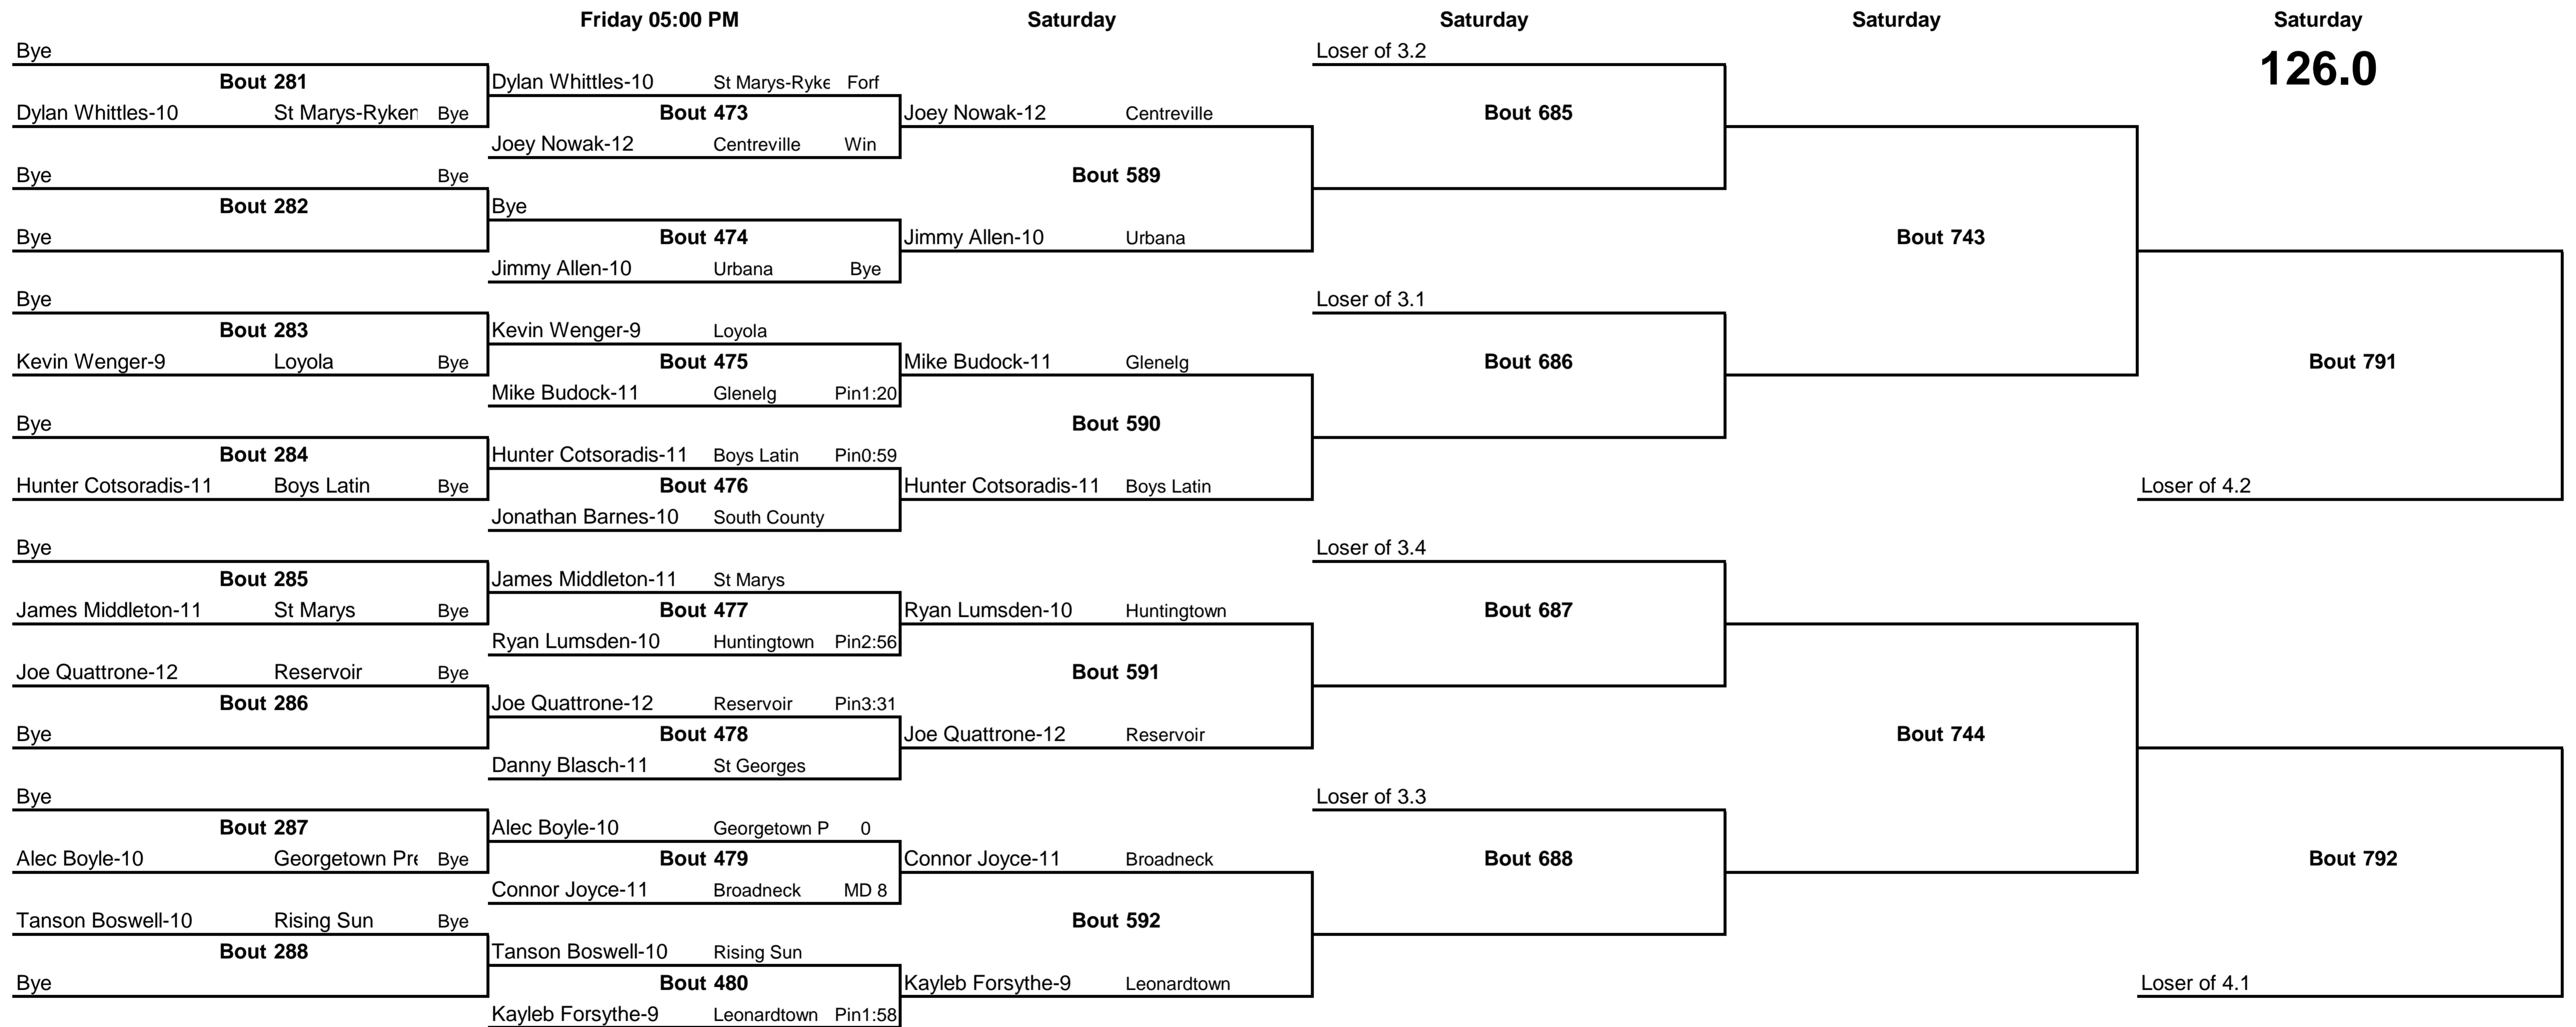 Friday 05:00 PM Saturday Saturday Saturday Saturday
Bye Loser of 3.2 126.0
Bout 281 Dylan Whittles-10 St Marys-Ryke Forf
Dylan Whittles-10 St Marys-Ryken Bye Bout 473 Joey Nowak-12 Centreville Bout 685
Joey Nowak-12 Centreville Win
Bye Bye Bout 589
Bout 282 Bye
Bye Bout 474 Jimmy Allen-10 Urbana Bout 743
Jimmy Allen-10 Urbana Bye
Bye Loser of 3.1
Bout 283 Kevin Wenger-9 Loyola
Kevin Wenger-9 Loyola Bye Bout 475 Mike Budock-11 Glenelg Bout 686 Bout 791
Mike Budock-11 Glenelg Pin1:20
Bye Bout 590
Bout 284 Hunter Cotsoradis-11 Boys Latin Pin0:59
Hunter Cotsoradis-11 Boys Latin Bye Bout 476 Hunter Cotsoradis-11 Boys Latin Loser of 4.2
Jonathan Barnes-10 South County
Bye Loser of 3.4
Bout 285 James Middleton-11 St Marys
James Middleton-11 St Marys Bye Bout 477 Ryan Lumsden-10 Huntingtown Bout 687
Ryan Lumsden-10 Huntingtown Pin2:56
Joe Quattrone-12 Reservoir Bye Bout 591
Bout 286 Joe Quattrone-12 Reservoir Pin3:31
Bye Bout 478 Joe Quattrone-12 Reservoir Bout 744
Danny Blasch-11 St Georges
Bye Loser of 3.3
Bout 287 Alec Boyle-10 Georgetown P 0
Alec Boyle-10 Georgetown Pre Bye Bout 479 Connor Joyce-11 Broadneck Bout 688 Bout 792
Connor Joyce-11 Broadneck MD 8
Tanson Boswell-10 Rising Sun Bye Bout 592
Bout 288 Tanson Boswell-10 Rising Sun
Bye Bout 480 Kayleb Forsythe-9 Leonardtown Loser of 4.1
Kayleb Forsythe-9 Leonardtown Pin1:58